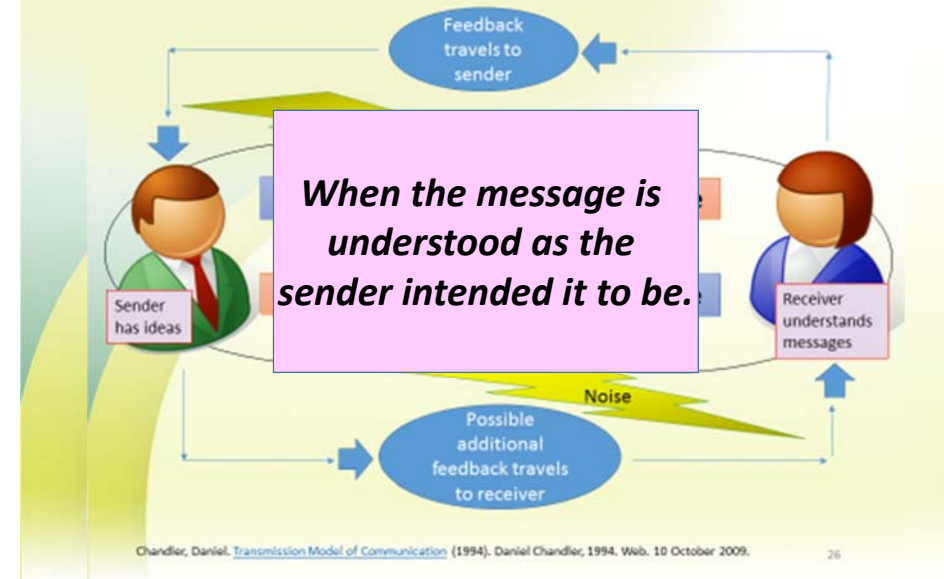 Feedback
travels to
sender
When the message is
understood as the
sender intended it to be.
Sender
has ideas
Receiver
understands
messages
Noise
Possible
additional
feedback travels
to receiver
Chandler, Daniel. Transmission Model of Communication (1994). Daniel Chandler, 1994. Web. 10 October 2009.
26